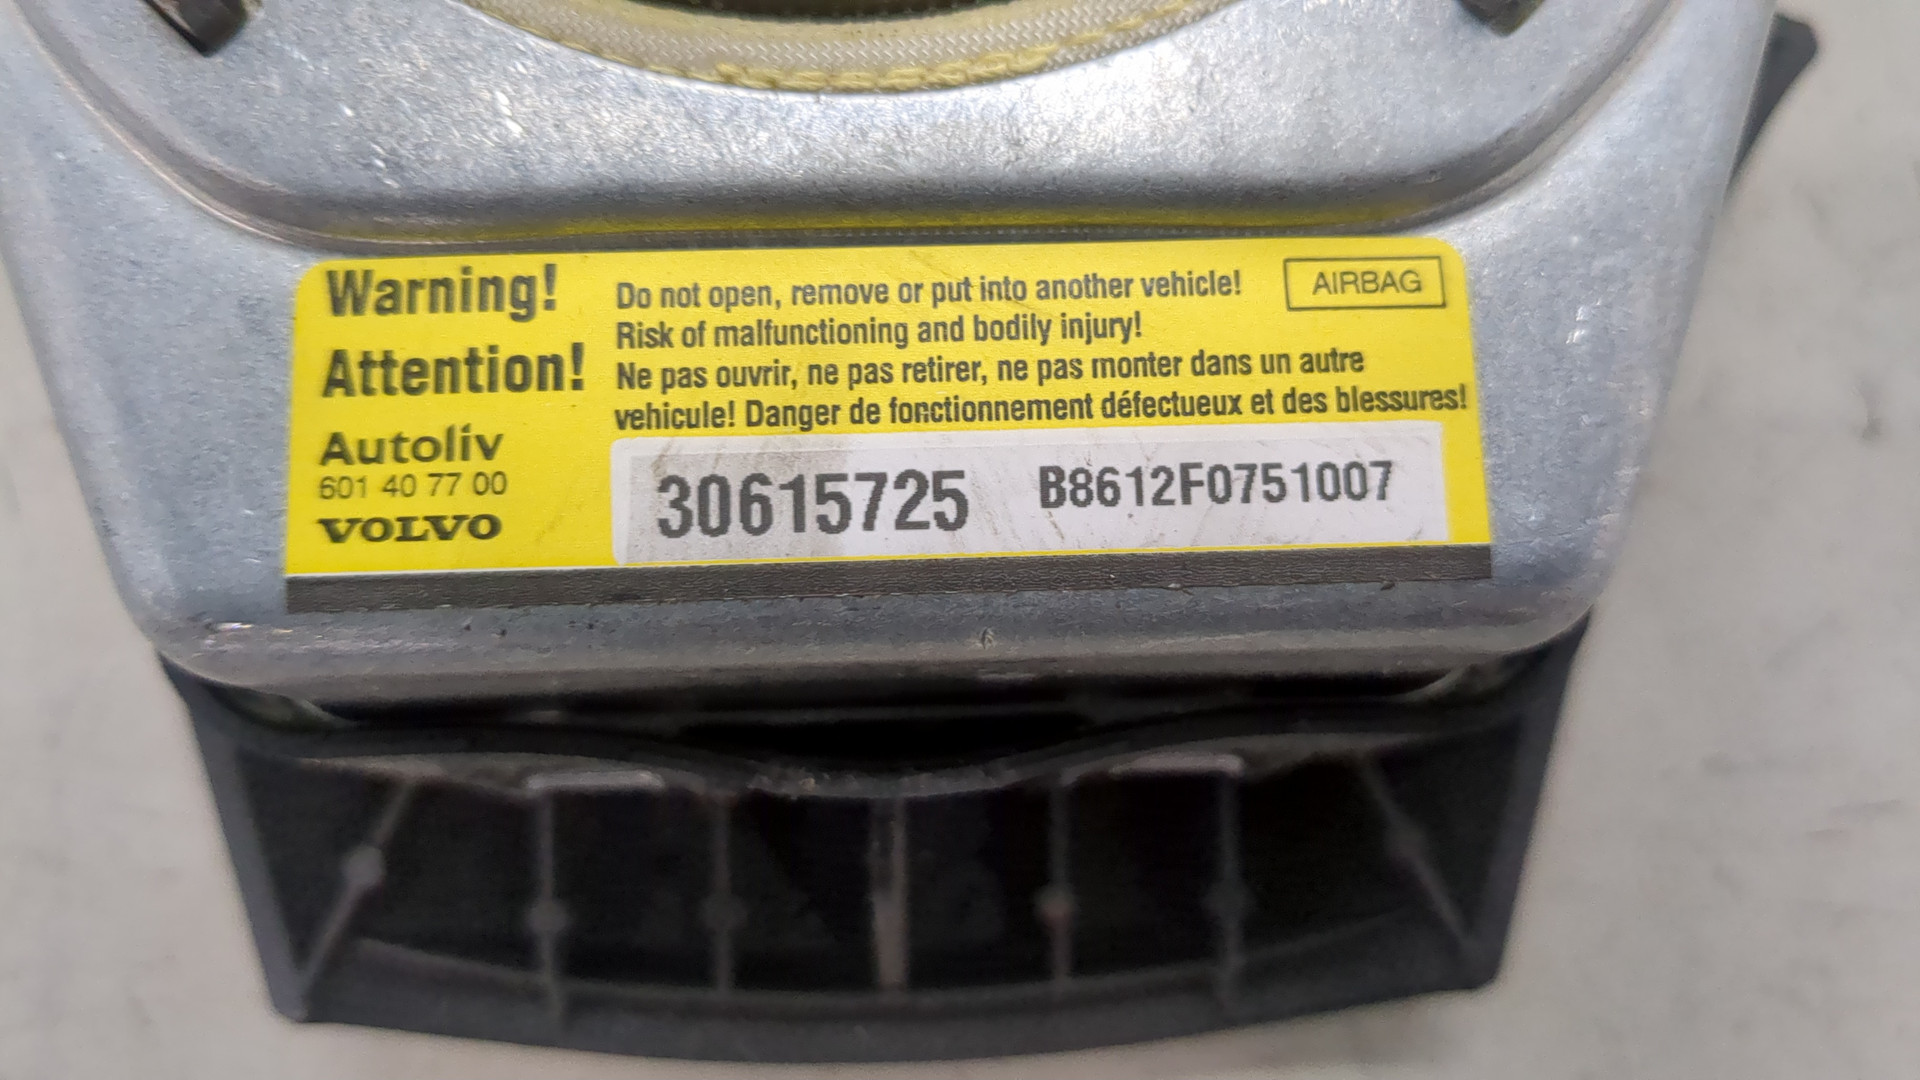 Warning!
Attention!
Autoliv
601 40 77 00
VOLVO
Do not open, remove or put into another vehicle!
Risk of malfunctioning and bodily injury!
Ne pas ouvrir, ne pas retirer, ne pas monter dans un autre
vehicule! Danger de fonctionnement défectueux et des blessures!
AIRBAG
30615725 B8612F0751007